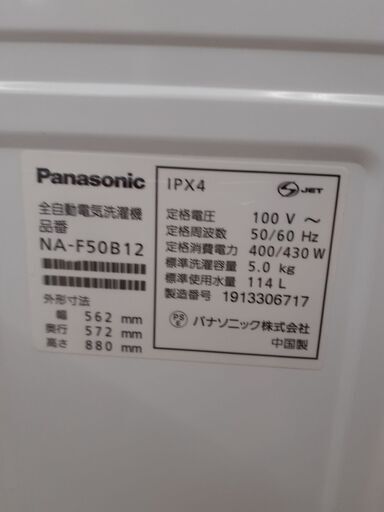 Panasonic
全自動電気洗濯機
品番
NA-F50B12
外形寸法
幅 562 mm
奥行 572 mm
高さ 880 mm
IPX4
S JET
定格電圧 100 V ～
定格周波数 50/60 Hz
定格消費電力 400/430 W
標準洗濯容量 5.0 kg
標準使用水量 114 L
製造番号 1913306717
PS E パナソニック株式会社
中国製